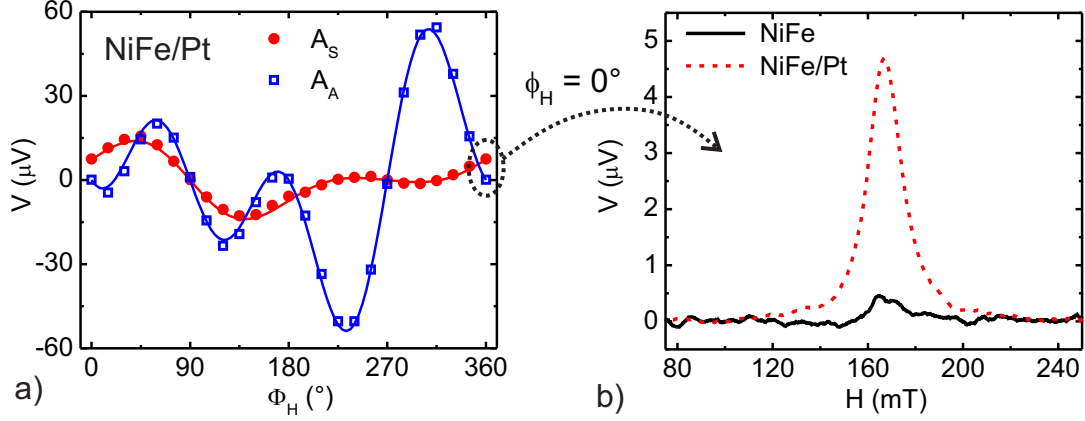 NiFe/Pt
A_S
A_A
V (μV)
60
30
0
-30
-60
0 90 180 270 360
Φ_H (°)
a)
ϕ_H = 0°
NiFe
NiFe/Pt
V (μV)
5
4
3
2
1
0
80 120 160 200 240
H (mT)
b)